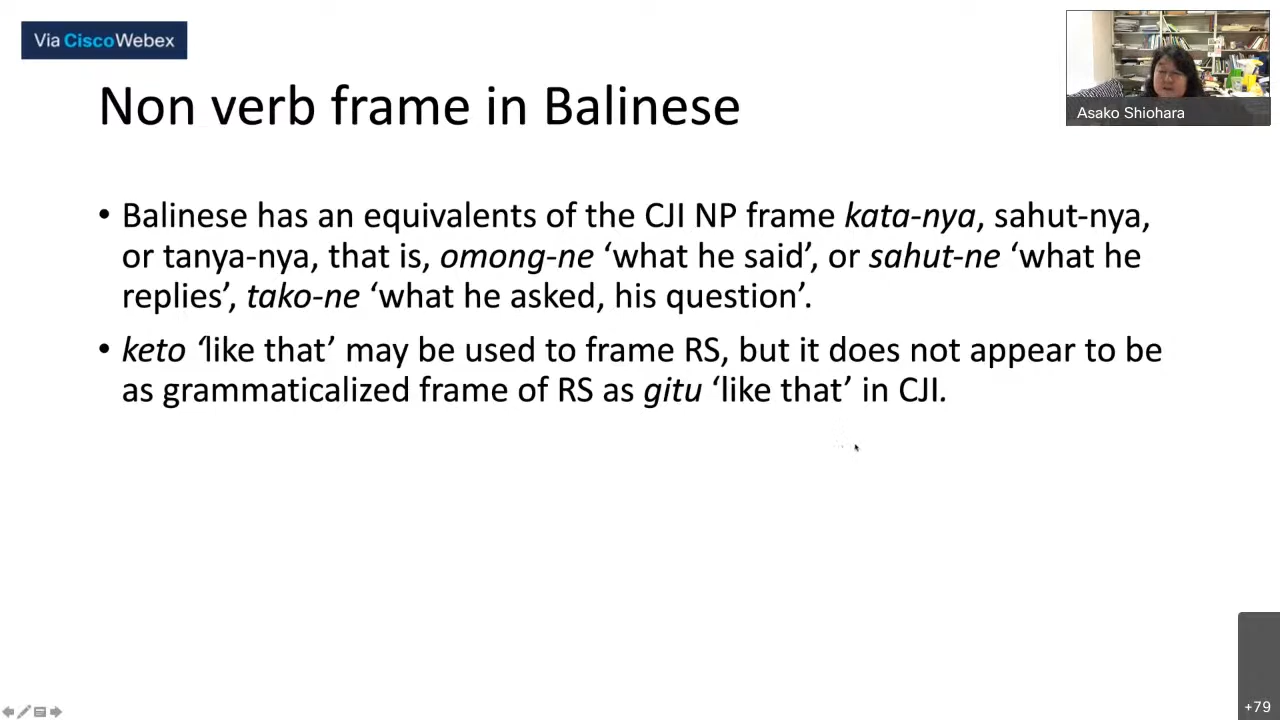 Via Cisco Webex
Asako Shiohara
Non verb frame in Balinese
• Balinese has an equivalents of the CJI NP frame kata-nya, sahut-nya,
or tanya-nya, that is, omong-ne ‘what he said’, or sahut-ne ‘what he
replies’, tako-ne ‘what he asked, his question’.
• keto ‘like that’ may be used to frame RS, but it does not appear to be
as grammaticalized frame of RS as gitu ‘like that’ in CJI.
+79